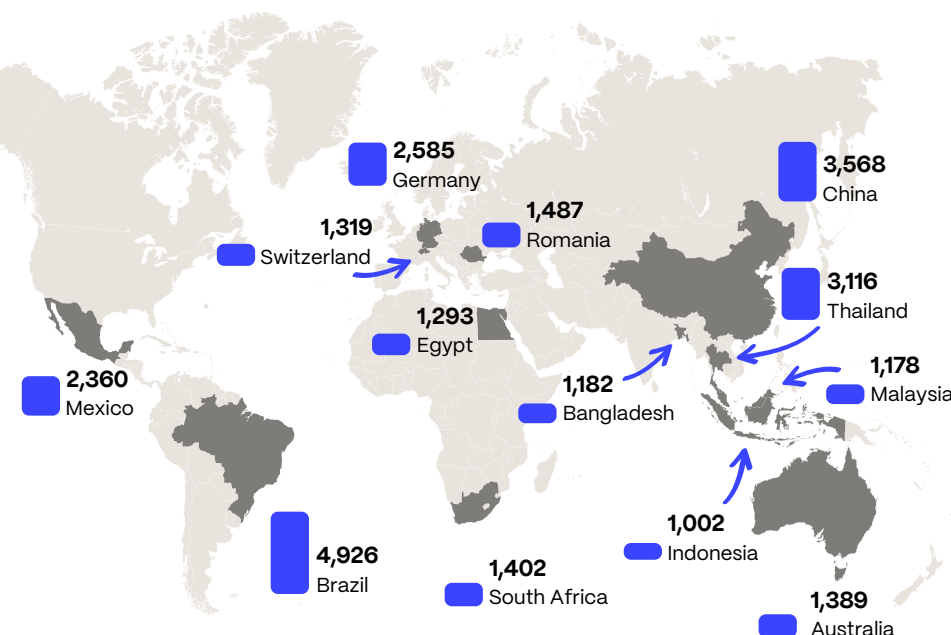 2,585
Germany
3,568
China
1,487
Romania
1,319
Switzerland
3,116
Thailand
1,293
Egypt
1,178
Malaysia
2,360
Mexico
1,182
Bangladesh
1,002
Indonesia
4,926
Brazil
1,402
South Africa
1,389
Australia